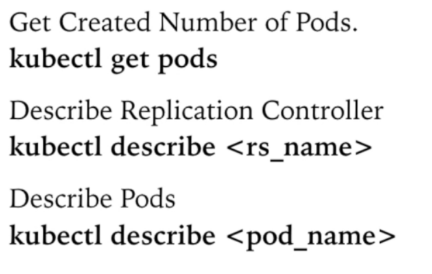 Get Created Number of Pods.
kubectl get pods
Describe Replication Controller
kubectl describe <rs_name>
Describe Pods
kubectl describe <pod_name>